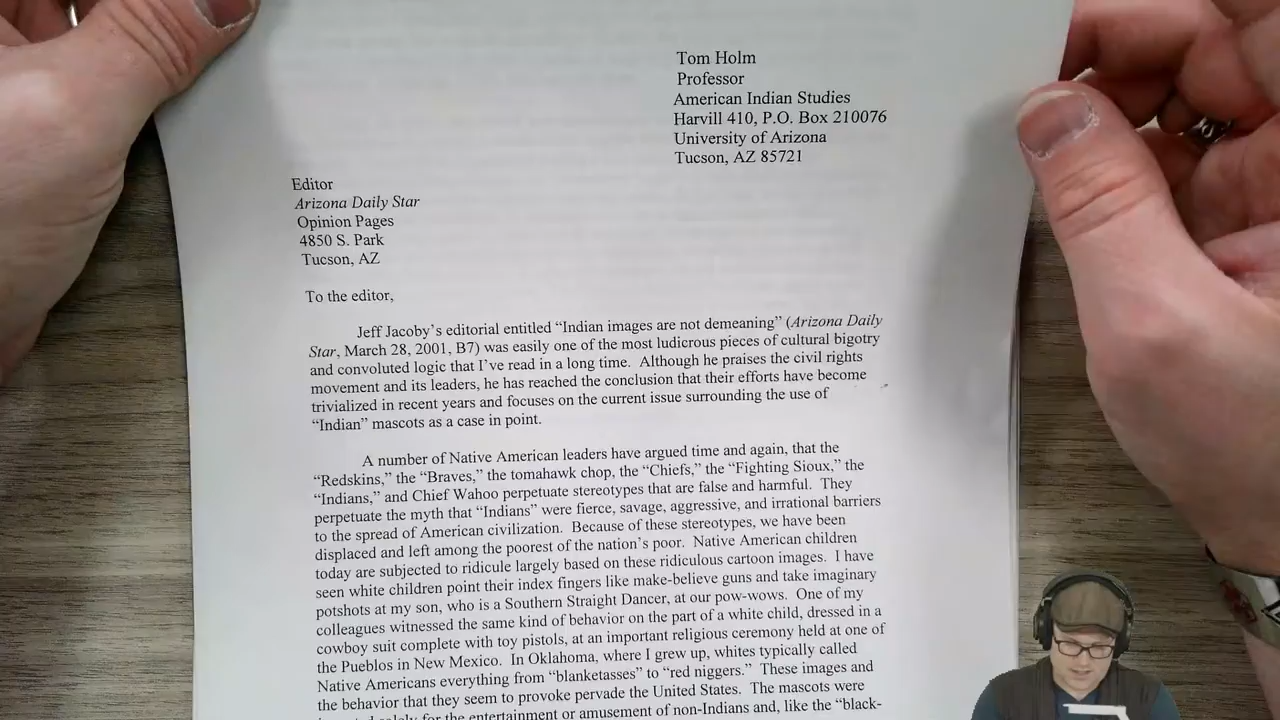 Tom Holm
Professor
American Indian Studies
Harvill 410, P.O. Box 210076
University of Arizona
Tucson, AZ 85721
Editor
Arizona Daily Star
Opinion Pages
4850 S. Park
Tucson, AZ
To the editor,
Jeff Jacoby’s editorial entitled “Indian images are not demeaning” (Arizona Daily
Star, March 28, 2001, B7) was easily one of the most ludicrous pieces of cultural bigotry
and convoluted logic that I’ve read in a long time. Although he praises the civil rights
movement and its leaders, he has reached the conclusion that their efforts have become
trivialized in recent years and focuses on the current issue surrounding the use of
“Indian” mascots as a case in point.
A number of Native American leaders have argued time and again, that the
“Redskins,” the “Braves,” the tomahawk chop, the “Chiefs,” the “Fighting Sioux,” the
“Indians,” and Chief Wahoo perpetuate stereotypes that are false and harmful. They
perpetuate the myth that “Indians” were fierce, savage, aggressive, and irrational barriers
to the spread of American civilization. Because of these stereotypes, we have been
displaced and left among the poorest of the nation’s poor. Native American children
today are subjected to ridicule largely based on these ridiculous cartoon images. I have
seen white children point their index fingers like make-believe guns and take imaginary
potshots at my son, who is a Southern Straight Dancer, at our pow-wows. One of my
colleagues witnessed the same kind of behavior on the part of a white child, dressed in a
cowboy suit complete with toy pistols, at an important religious ceremony held at one of
the Pueblos in New Mexico. In Oklahoma, where I grew up, whites typically called
Native Americans everything from “blanketasses” to “red niggers.” These images and
the behavior that they seem to provoke pervade the United States. The mascots were
solely for the entertainment or amusement of non-Indians and, like the “black-